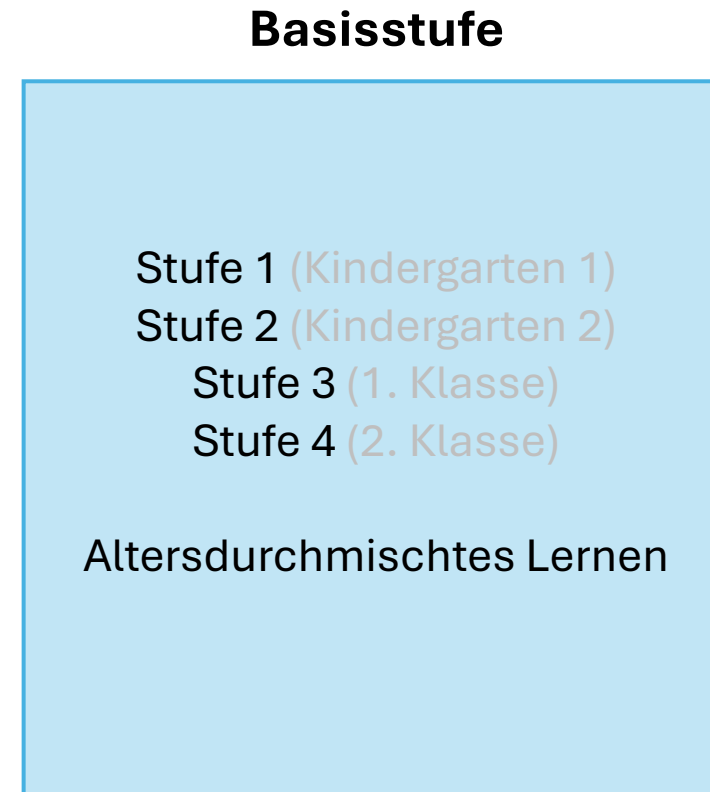 Basisstufe
Stufe 1 (Kindergarten 1)
Stufe 2 (Kindergarten 2)
Stufe 3 (1. Klasse)
Stufe 4 (2. Klasse)
Altersdurchmischtes Lernen